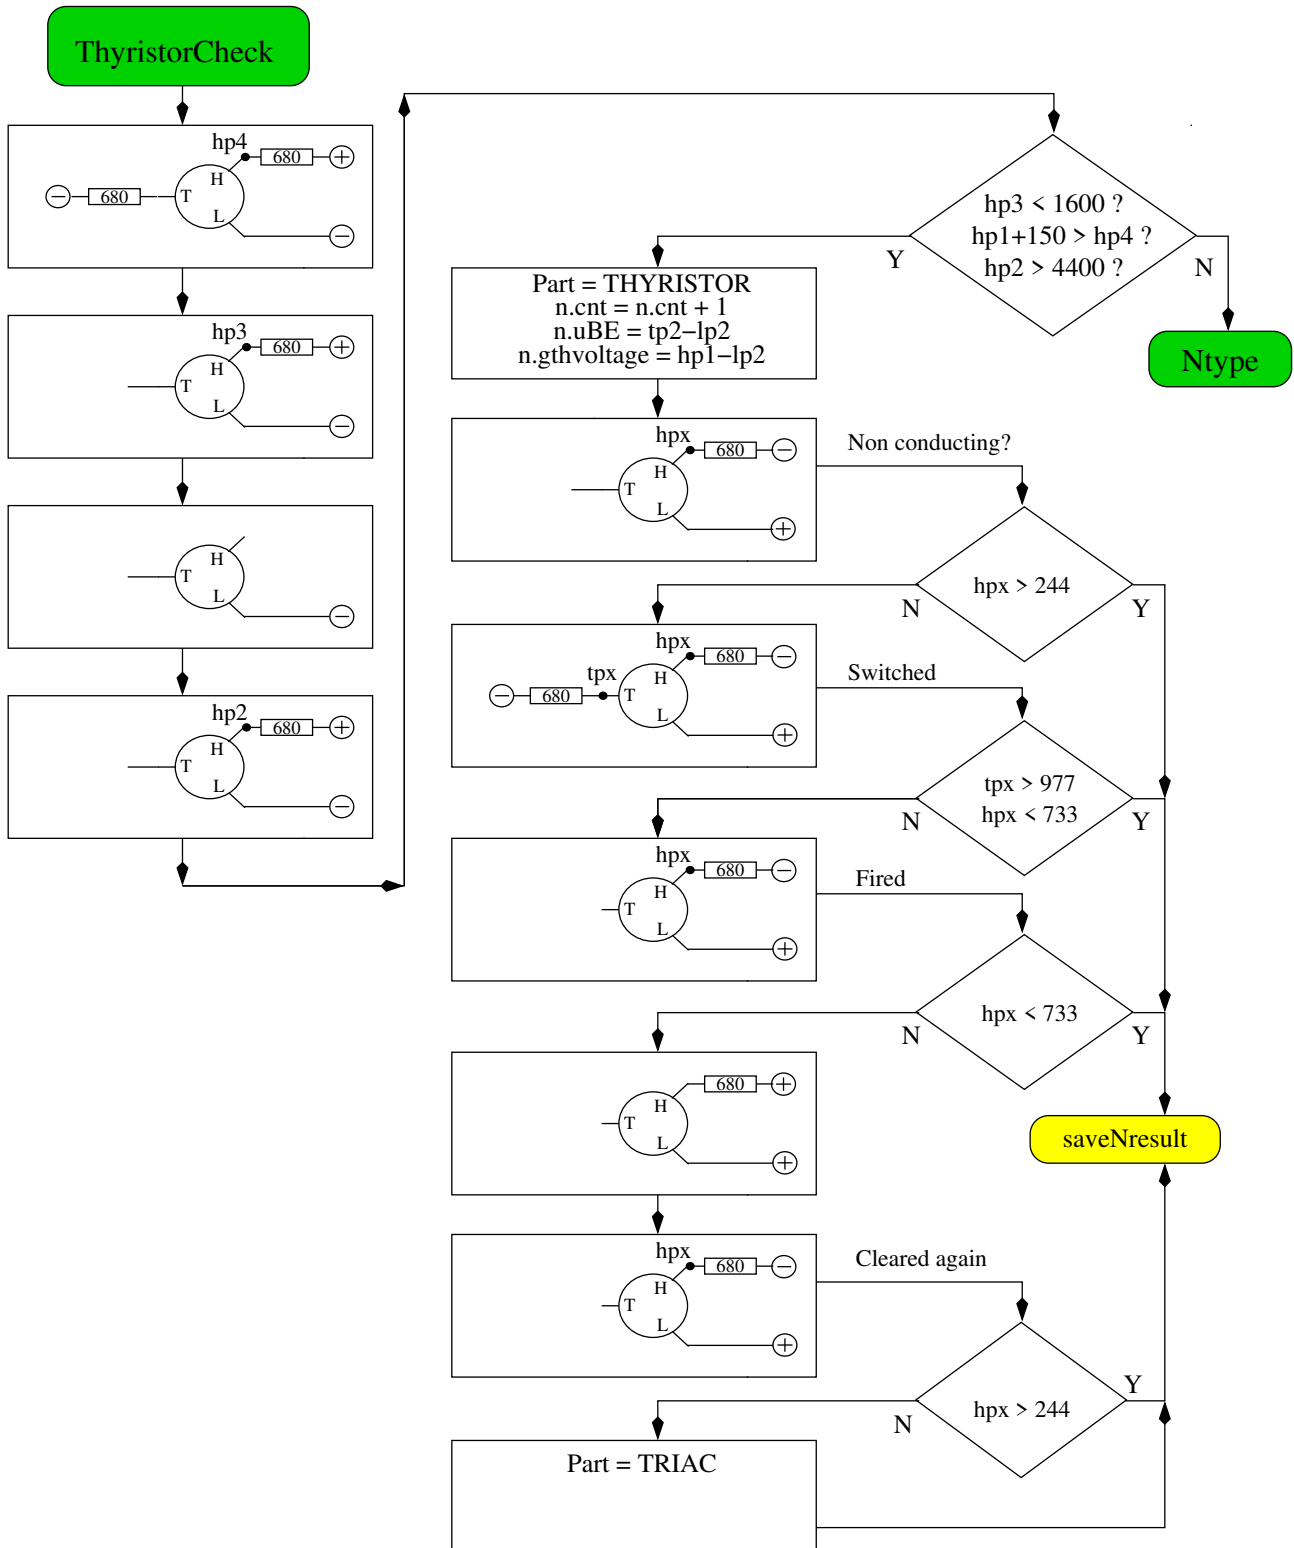 ThyristorCheck
hp4
680
+
H
− 680 T
L
−
hp3
680
+
H
T
L
−
H
T
L
−
hp2
680
+
H
T
L
−
hp3 < 1600 ?
hp1+150 > hp4 ?
hp2 > 4400 ?
Y
N
Ntype
Part = THYRISTOR
n.cnt = n.cnt + 1
n.uBE = tp2−lp2
n.gthvoltage = hp1−lp2
hpx
680
−
H
T
L
+
Non conducting?
hpx > 244
N
Y
hpx
680
−
tpx
H
− 680 T
L
+
Switched
tpx > 977
hpx < 733
N
Y
hpx
680
−
H
T
L
+
Fired
hpx < 733
N
Y
680
+
H
T
L
+
saveNresult
hpx
680
−
H
T
L
+
Cleared again
hpx > 244
Y
N
Part = TRIAC